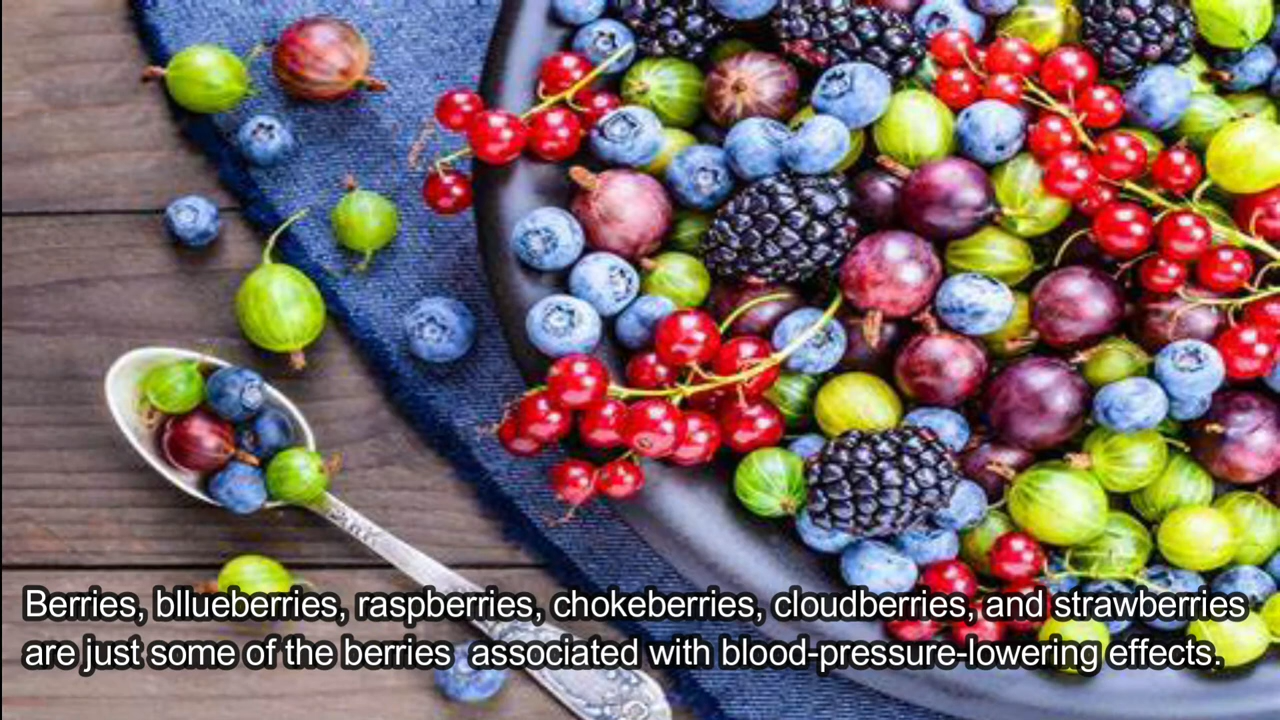 Berries, bllueberries, raspberries, chokeberries, cloudberries, and strawberries
are just some of the berries  associated with blood-pressure-lowering effects.